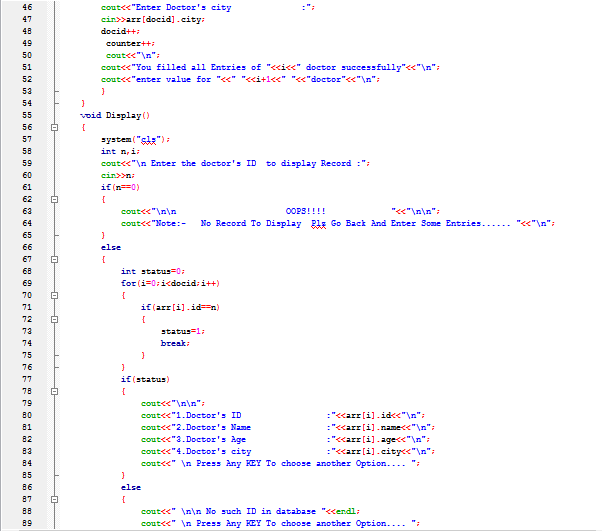 46 cout<<"Enter Doctor's city            :";
47 cin>>arr[docid].city;
48 docid++;
49 counter++;
50 cout<<"\n";
51 cout<<"You filled all Entries of "<<i<<" doctor successfully"<<"\n";
52 cout<<"enter value for "<<" "<<i+1<<" "<<"doctor"<<"\n";
53 }
54 }
55 void Display()
56 {
57 system("cls");
58 int n,i;
59 cout<<"\n Enter the doctor's ID  to display Record :";
60 cin>>n;
61 if(n==0)
62 {
63 cout<<"\n\n                    OOPS!!!!            "<<"\n\n";
64 cout<<"Note:-   No Record To Display  Plz Go Back And Enter Some Entries...... "<<"\n";
65 }
66 else
67 {
68 int status=0;
69 for(i=0;i<docid;i++)
70 {
71 if(arr[i].id==n)
72 {
73 status=1;
74 break;
75 }
76 }
77 if(status)
78 {
79 cout<<"\n\n";
80 cout<<"1.Doctor's ID               :"<<arr[i].id<<"\n";
81 cout<<"2.Doctor's Name             :"<<arr[i].name<<"\n";
82 cout<<"3.Doctor's Age              :"<<arr[i].age<<"\n";
83 cout<<"4.Doctor's city             :"<<arr[i].city<<"\n";
84 cout<<" \n Press Any KEY To choose another Option.... ";
85 }
86 else
87 {
88 cout<<" \n\n No such ID in database "<<endl;
89 cout<<" \n Press Any KEY To choose another Option.... ";